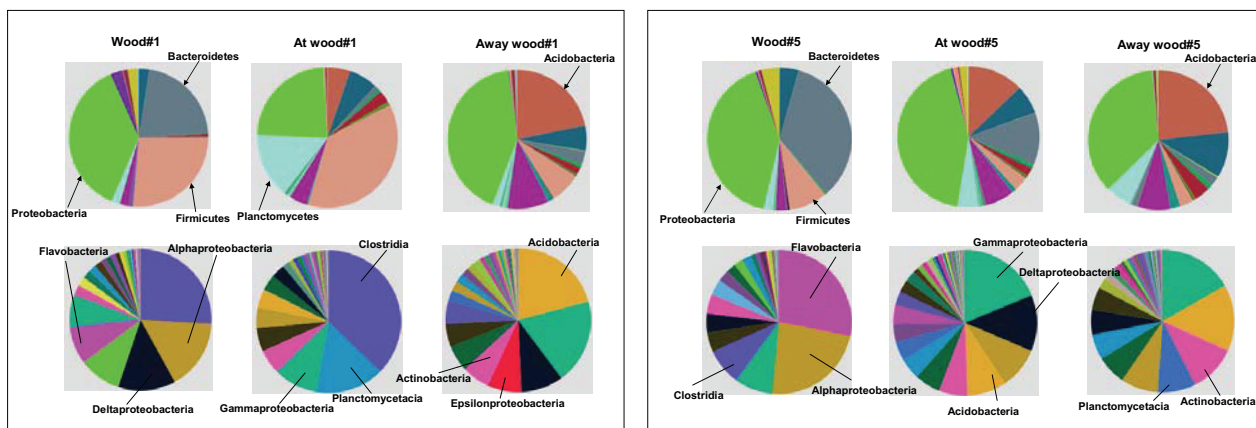 Wood#1
At wood#1
Away wood#1
Bacteroidetes
Acidobacteria
Proteobacteria
Firmicutes
Planctomycetes
Flavobacteria
Alphaproteobacteria
Clostridia
Acidobacteria
Deltaproteobacteria
Gammaproteobacteria
Actinobacteria
Planctomycetacia
Epsilonproteobacteria
Wood#5
At wood#5
Away wood#5
Bacteroidetes
Acidobacteria
Proteobacteria
Firmicutes
Flavobacteria
Gammaproteobacteria
Deltaproteobacteria
Clostridia
Alphaproteobacteria
Acidobacteria
Planctomycetacia
Actinobacteria